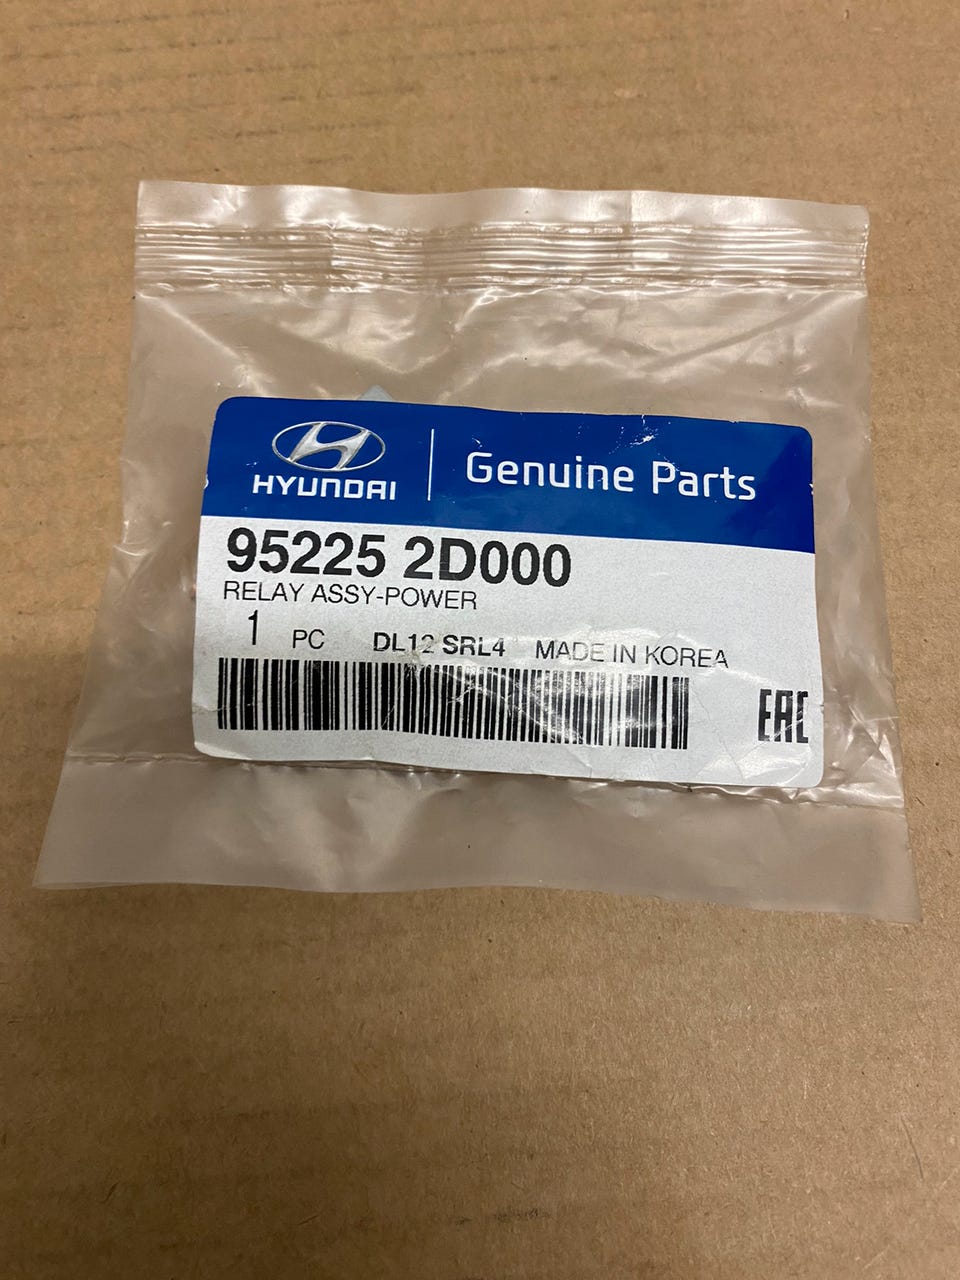 HYUNDAI
Genuine Parts
95225 2D000
RELAY ASSY-POWER
1 PC DL12 SRL4 MADE IN KOREA
EAC